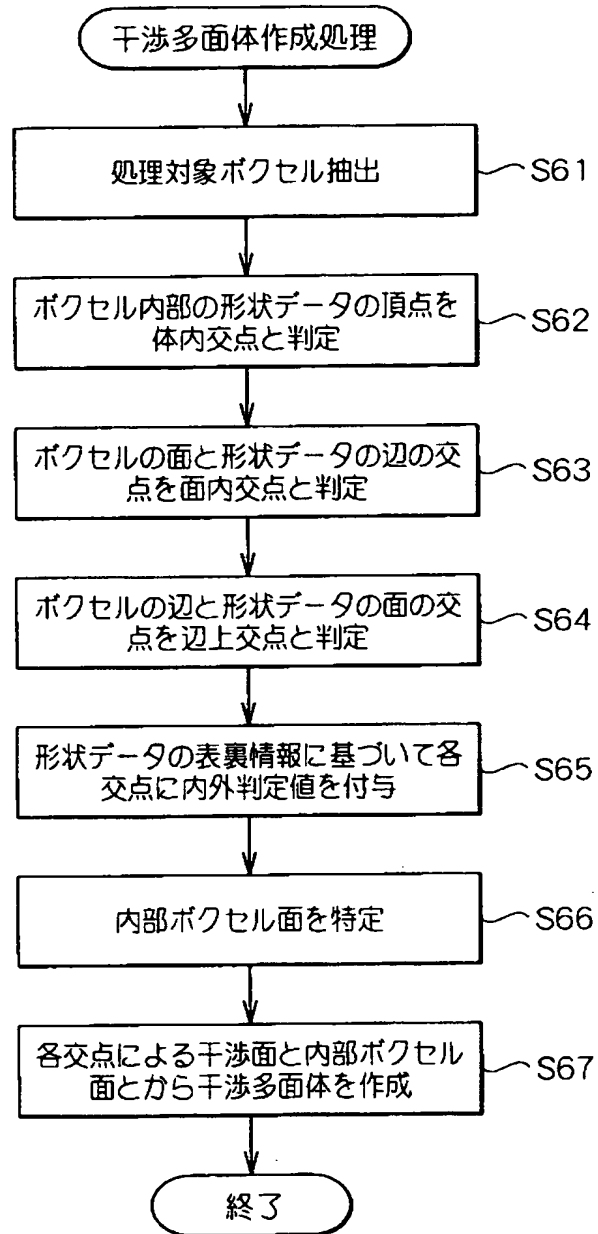 干渉多面体作成処理
処理対象ボクセル抽出
S61
ボクセル内部の形状データの頂点を
体内交点と判定
S62
ボクセルの面と形状データの辺の交
点を面内交点と判定
S63
ボクセルの辺と形状データの面の交
点を辺上交点と判定
S64
形状データの表裏情報に基づいて各
交点に内外判定値を付与
S65
内部ボクセル面を特定
S66
各交点による干渉面と内部ボクセル
面とから干渉多面体を作成
S67
終了